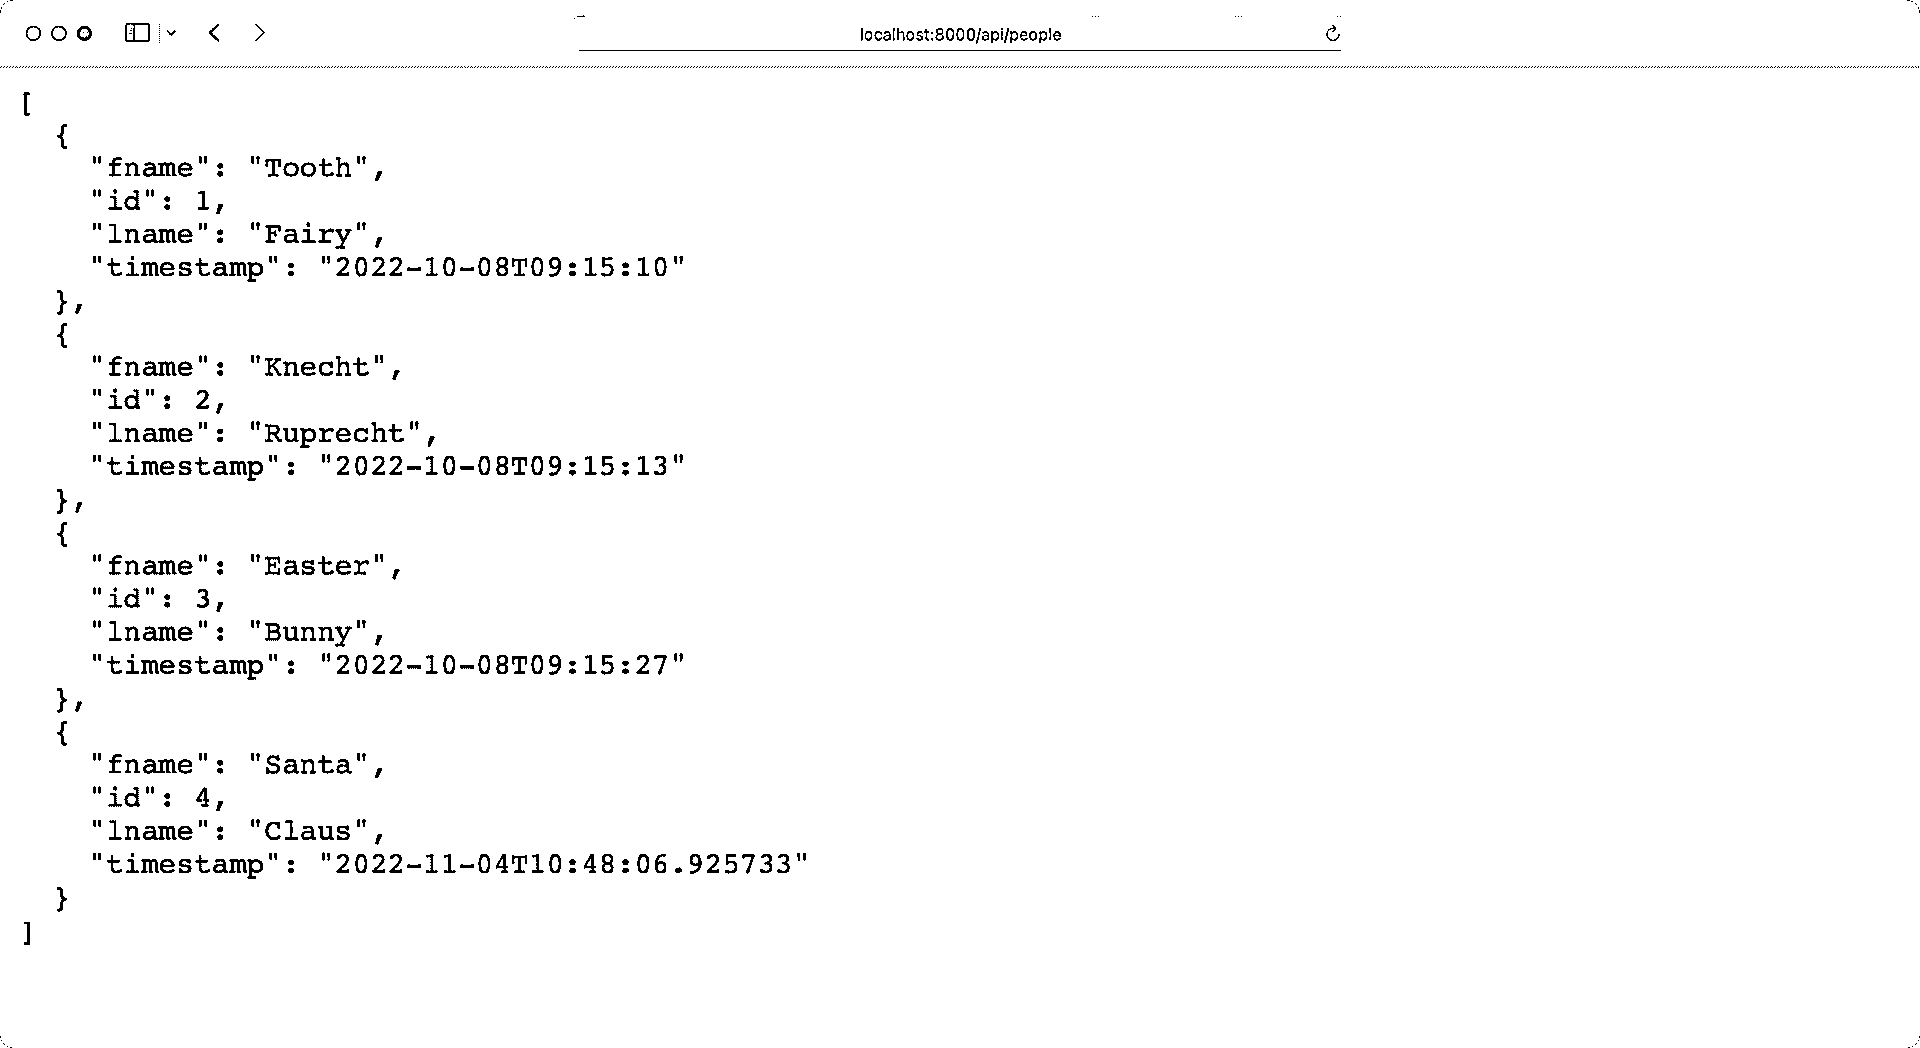 localhost:8000/api/people
[
  {
    "fname": "Tooth",
    "id": 1,
    "lname": "Fairy",
    "timestamp": "2022-10-08T09:15:10"
  },
  {
    "fname": "Knecht",
    "id": 2,
    "lname": "Ruprecht",
    "timestamp": "2022-10-08T09:15:13"
  },
  {
    "fname": "Easter",
    "id": 3,
    "lname": "Bunny",
    "timestamp": "2022-10-08T09:15:27"
  },
  {
    "fname": "Santa",
    "id": 4,
    "lname": "Claus",
    "timestamp": "2022-11-04T10:48:06.925733"
  }
]